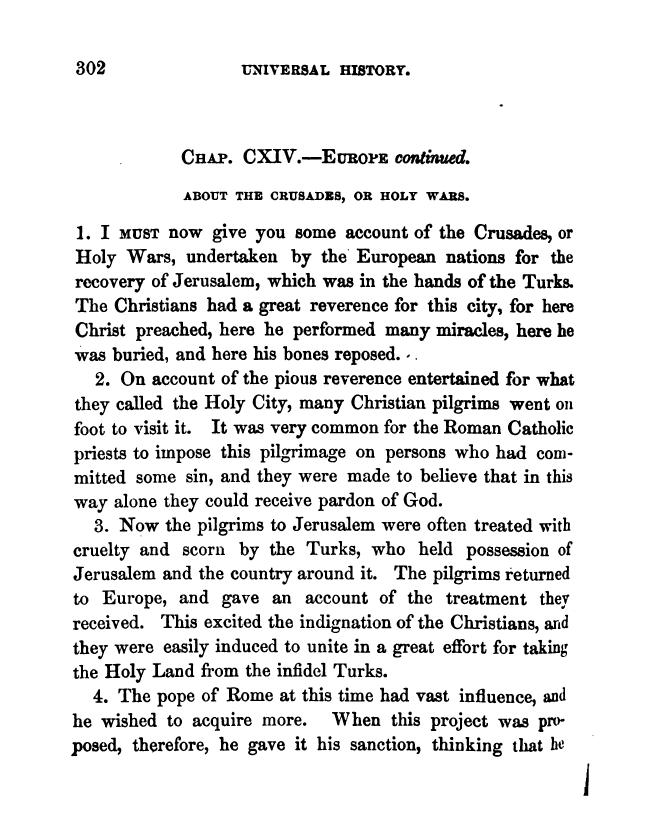 302 UNIVERSAL HISTORY.
CHAP. CXIV.—EUROPE continued.
ABOUT THE CRUSADES, OR HOLY WARS.
1. I MUST now give you some account of the Crusades, or
Holy Wars, undertaken by the European nations for the
recovery of Jerusalem, which was in the hands of the Turks.
The Christians had a great reverence for this city, for here
Christ preached, here he performed many miracles, here he
was buried, and here his bones reposed.
2. On account of the pious reverence entertained for what
they called the Holy City, many Christian pilgrims went on
foot to visit it. It was very common for the Roman Catholic
priests to impose this pilgrimage on persons who had com-
mitted some sin, and they were made to believe that in this
way alone they could receive pardon of God.
3. Now the pilgrims to Jerusalem were often treated with
cruelty and scorn by the Turks, who held possession of
Jerusalem and the country around it. The pilgrims returned
to Europe, and gave an account of the treatment they
received. This excited the indignation of the Christians, and
they were easily induced to unite in a great effort for taking
the Holy Land from the infidel Turks.
4. The pope of Rome at this time had vast influence, and
he wished to acquire more. When this project was pro-
posed, therefore, he gave it his sanction, thinking that he